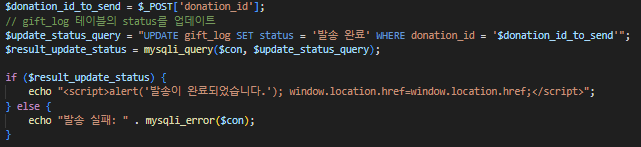 $donation_id_to_send = $_POST['donation_id'];
// gift_log 테이블의 status를 업데이트
$update_status_query = "UPDATE gift_log SET status = '발송 완료' WHERE donation_id = '$donation_id_to_send'";
$result_update_status = mysqli_query($con, $update_status_query);
if ($result_update_status) {
echo "<script>alert('발송이 완료되었습니다.'); window.location.href=window.location.href;</script>";
} else {
echo "발송 실패: " . mysqli_error($con);
}